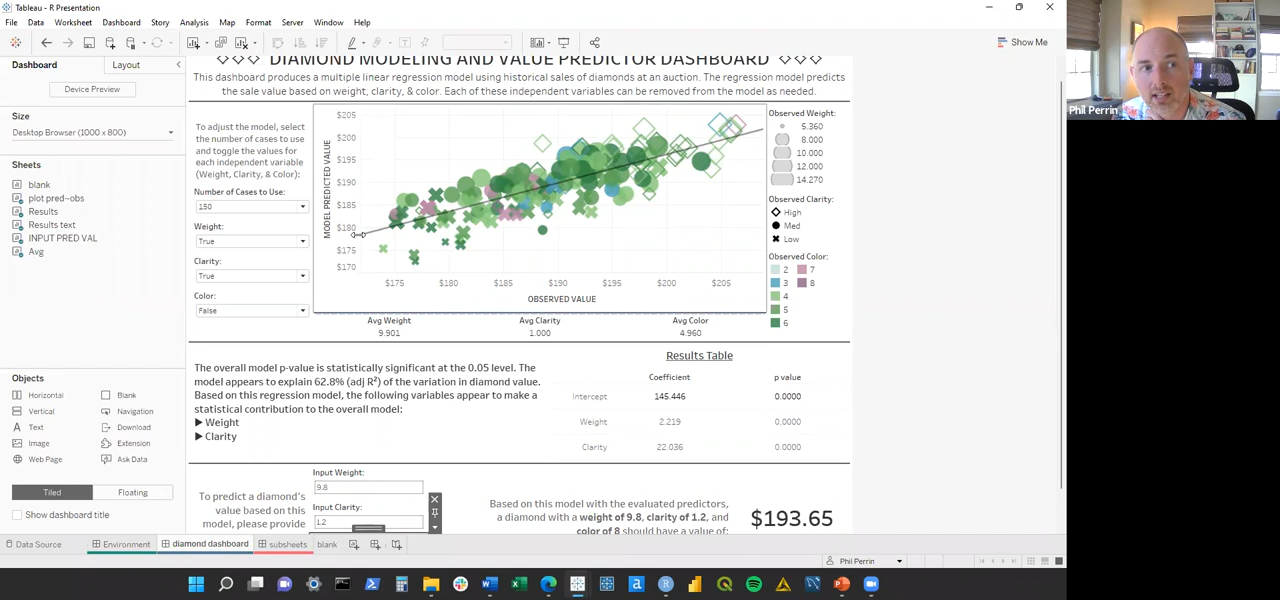 Tableau - R Presentation
File Data Worksheet Dashboard Story Analysis Map Format Server Window Help
Show Me
Dashboard Layout
Device Preview
Size
Desktop Browser (1000 x 800)
Sheets
blank
plot pred~obs
Results
Results text
INPUT PRED VAL
Avg
Objects
Horizontal Blank
Vertical Navigation
Text Download
Image Extension
Web Page Ask Data
Tiled Floating
Show dashboard title
DIAMOND MODELING AND VALUE PREDICTOR DASHBOARD
This dashboard produces a multiple linear regression model using historical sales of diamonds at an auction. The regression model predicts
the sale value based on weight, clarity, & color. Each of the independent variables can be removed from the model as needed.
To adjust the model, select
the number of cases to use
and toggle the values for
each independent variable
(Weight, Clarity, & Color):
Number of Cases to Use:
150
Weight:
True
Clarity:
True
Color:
False
MODEL PREDICTED VALUE
$205
$200
$195
$190
$185
$180
$175
$170
$175 $180 $185 $190 $195 $200 $205
OBSERVED VALUE
Observed Weight:
5.360
8.000
10.000
12.000
14.270
Observed Clarity:
High
Med
Low
Observed Color:
2 7
3 8
4
5
6
Avg Weight Avg Clarity Avg Color
9.901 1.000 4.960
The overall model p-value is statistically significant at the 0.05 level. The
model appears to explain 62.8% (adj R²) of the variation in diamond value.
Based on this regression model, the following variables appear to make a
statistical contribution to the overall model:
▶ Weight
▶ Clarity
Results Table
Coefficient p value
Intercept 145.446 0.0000
Weight 2.219 0.0000
Clarity 22.036 0.0000
To predict a diamond's
value based on this
model, please provide
Input Weight:
9.8
Input Clarity:
1.2
Based on this model with the evaluated predictors,
a diamond with a weight of 9.8, clarity of 1.2, and
color of 8 should have a value of:
$193.65
Data Source Environment diamond dashboard subsheets blank
Phil Perrin
Phil Perrin